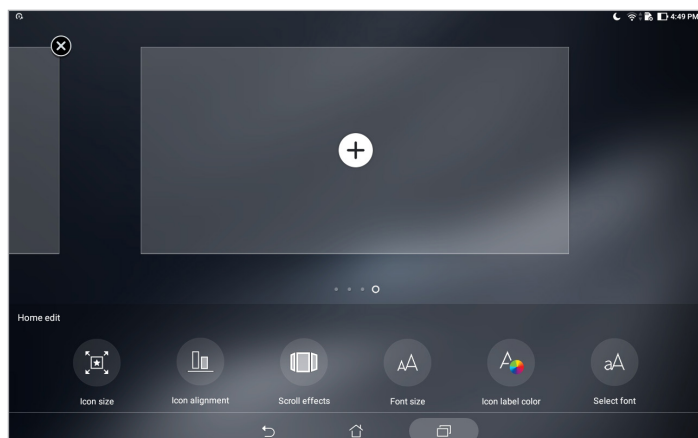 4:49 PM
Home edit
Icon size
Icon alignment
Scroll effects
Font size
Icon label color
Select font